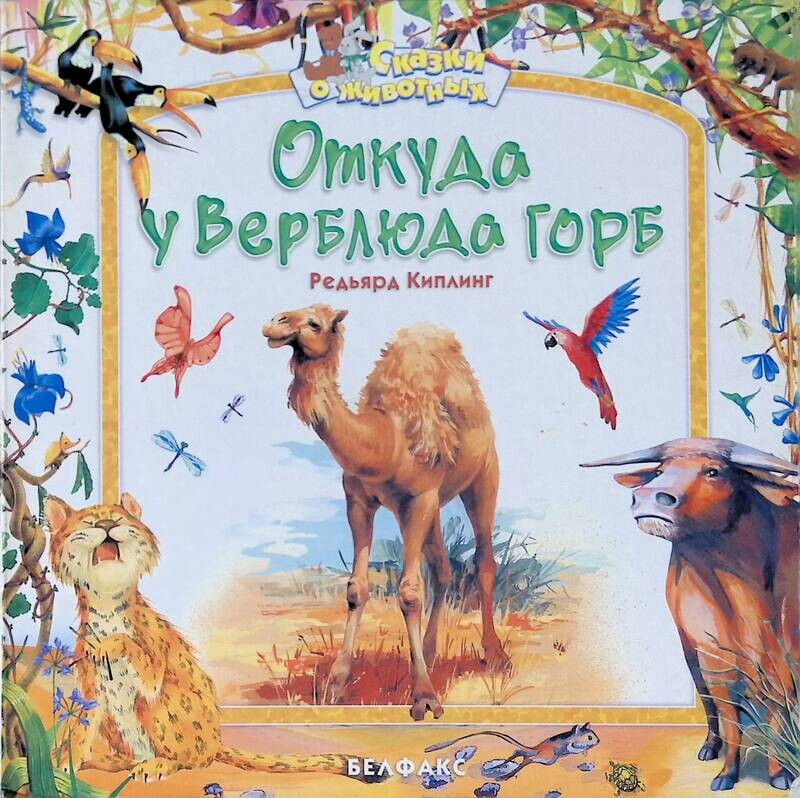 Сказки
о животных
Откуда
у Верблюда горб
Редьярд Киплинг
БЕЛФАКС